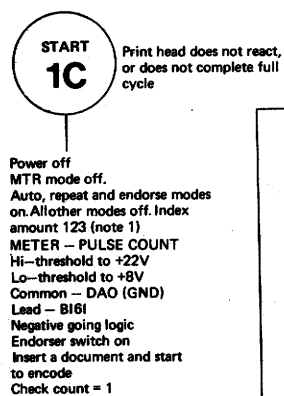 START
1C
Print head does not react,
or does not complete full
cycle
Power off
MTR mode off.
Auto, repeat and endorse modes
on.Allother modes off. Index
amount 123 (note 1)
METER — PULSE COUNT
Hi—threshold to +22V
Lo—threshold to +8V
Common — DAO (GND)
Lead — BI6I
Negative going logic
Endorser switch on
Insert a document and start
to encode
Check count = 1